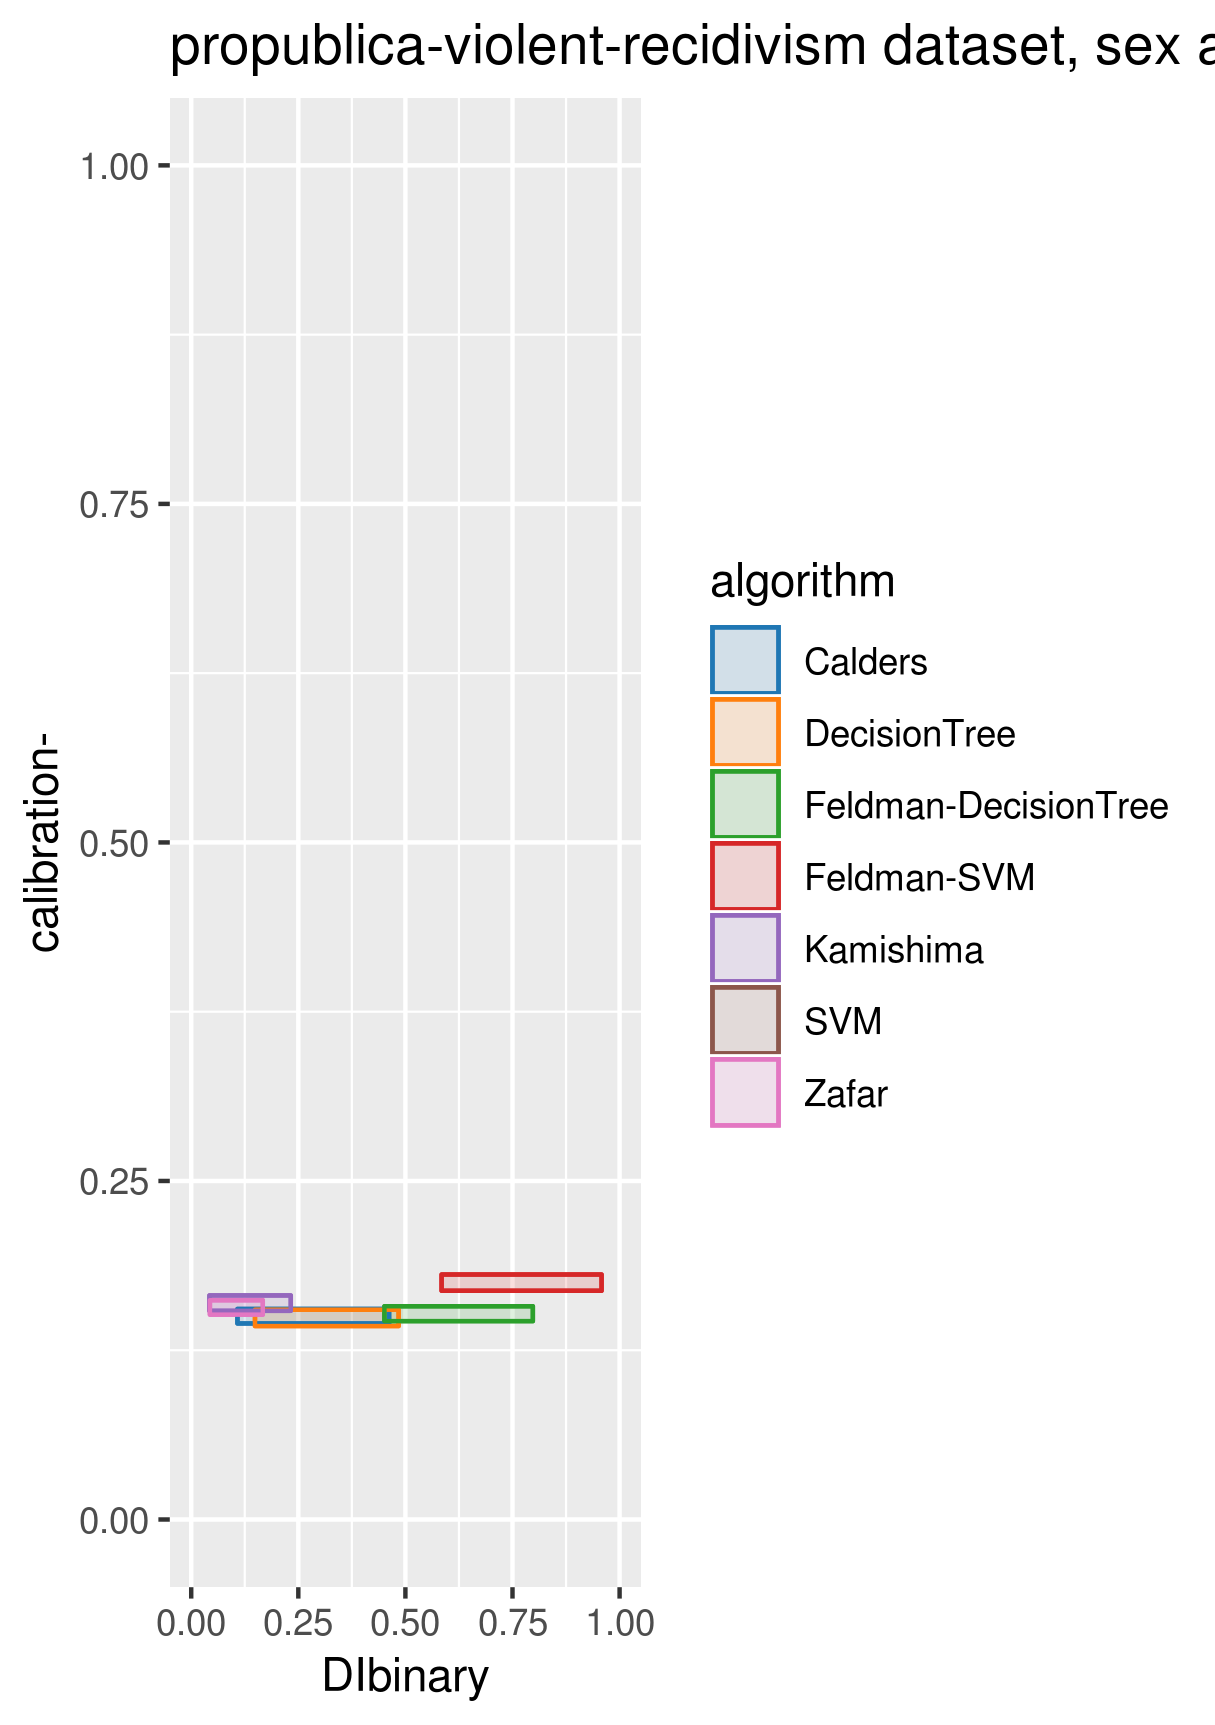 propublica-violent-recidivism dataset, sex a
1.00
0.75
0.50
0.25
0.00
calibration-
0.00 0.25 0.50 0.75 1.00
DIbinary
algorithm
Calders
DecisionTree
Feldman-DecisionTree
Feldman-SVM
Kamishima
SVM
Zafar